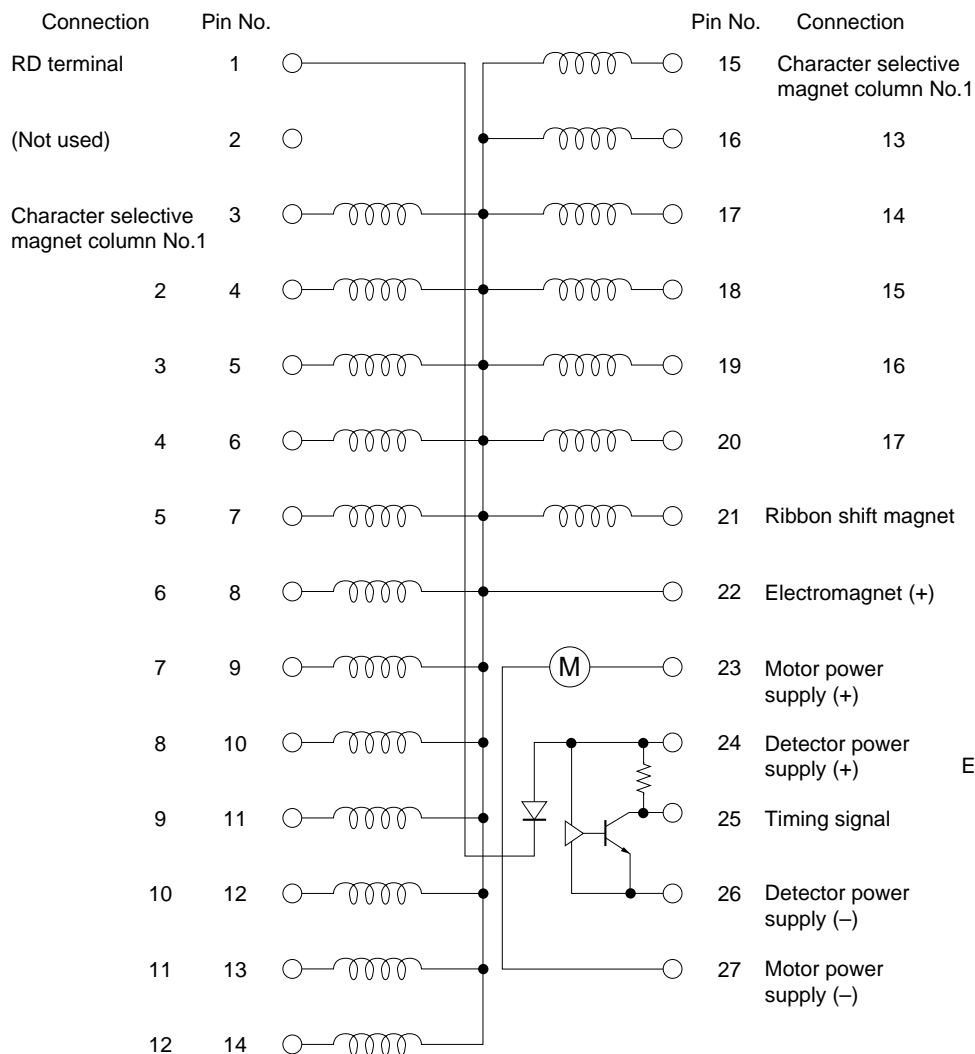 Connection Pin No. Pin No. Connection
RD terminal 1 15 Character selective
magnet column No.1
(Not used) 2 16 13
Character selective 3 17 14
magnet column No.1
2 4 18 15
3 5 19 16
4 6 20 17
5 7 21 Ribbon shift magnet
6 8 22 Electromagnet (+)
7 9 M 23 Motor power
supply (+)
8 10 24 Detector power
supply (+) E
9 11 25 Timing signal
10 12 26 Detector power
supply (–)
11 13 27 Motor power
supply (–)
12 14